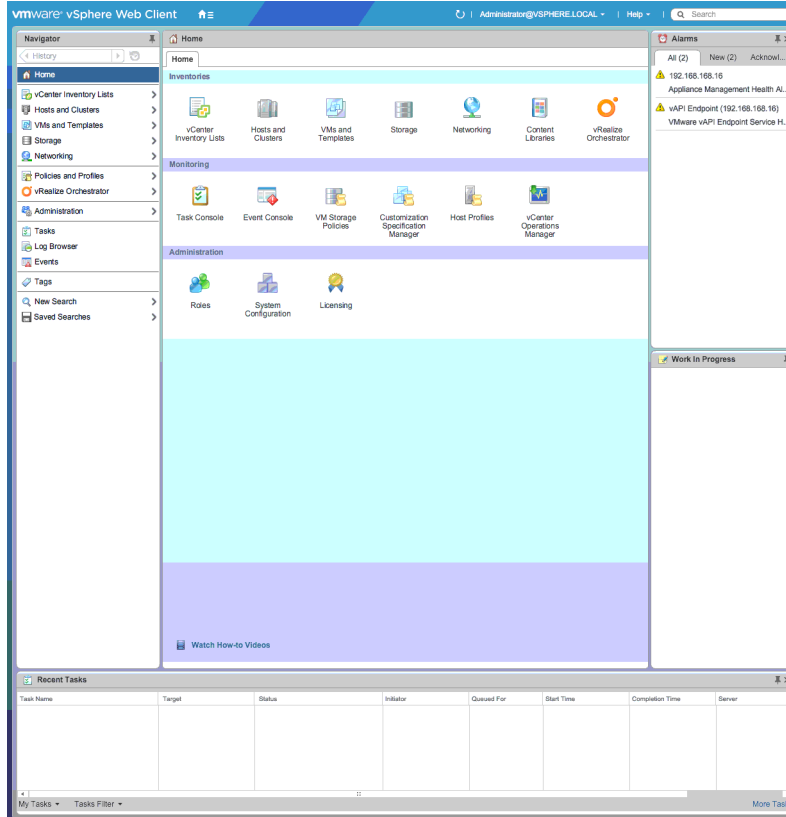 vmware® vSphere Web Client
Administrator@VSPHERE.LOCAL
Help
Search
Navigator
History
Home
vCenter Inventory Lists
Hosts and Clusters
VMs and Templates
Storage
Networking
Policies and Profiles
vRealize Orchestrator
Administration
Tasks
Log Browser
Events
Tags
New Search
Saved Searches
Home
Home
Inventories
vCenter
Inventory Lists
Hosts and
Clusters
VMs and
Templates
Storage
Networking
Content
Libraries
vRealize
Orchestrator
Monitoring
Task Console
Event Console
VM Storage
Policies
Customization
Specification
Manager
Host Profiles
vCenter
Operations
Manager
Administration
Roles
System
Configuration
Licensing
Watch How-to Videos
Alarms
All (2) New (2) Acknowl...
192.168.168.16
Appliance Management Health Al...
vAPI Endpoint (192.168.168.16)
VMware vAPI Endpoint Service H...
Work In Progress
Recent Tasks
Task Name Target Status Initiator Queued For Start Time Completion Time Server
My Tasks Tasks Filter
More Tas